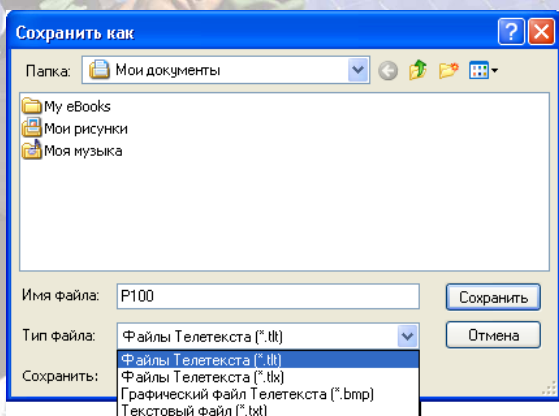 Сохранить как
Папка: Мои документы
My eBooks
Мои рисунки
Моя музыка
Имя файла: P100 Сохранить
Тип файла: Файлы Телетекста (*.tlt) Отмена
Файлы Телетекста (*.tlt)
Сохранить: Файлы Телетекста (*.tlx)
Графический файл Телетекста (*.bmp)
Текстовый файл (*.txt)